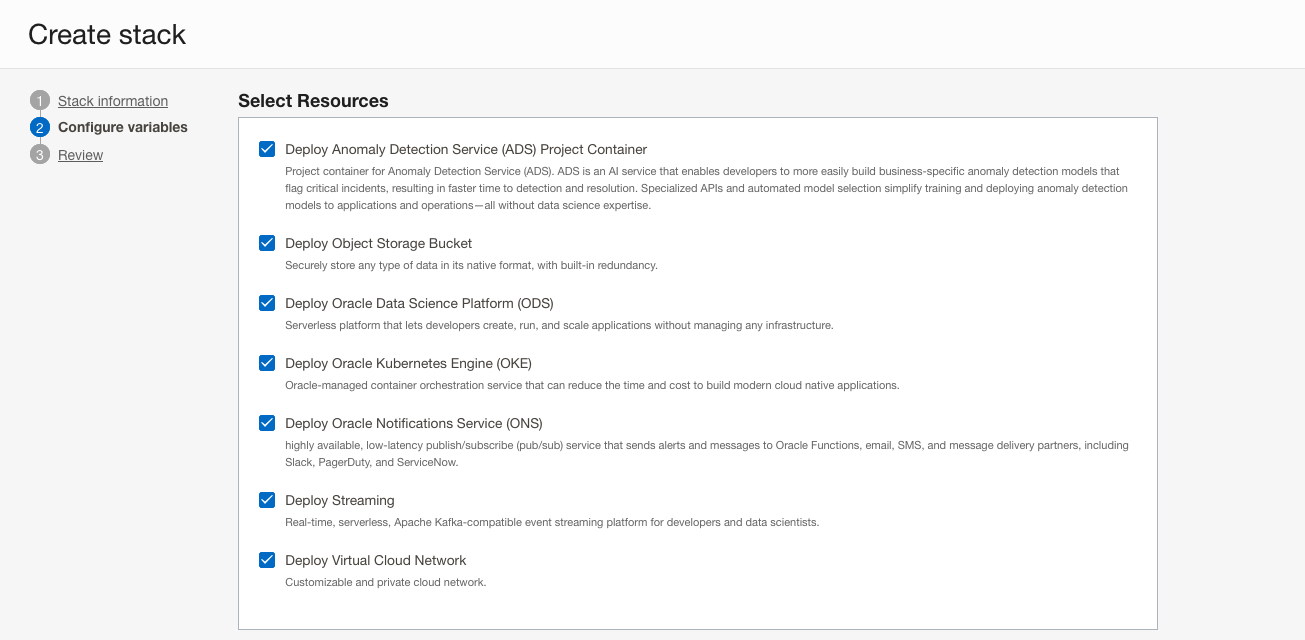 Create stack
1 Stack information
2 Configure variables
3 Review
Select Resources
Deploy Anomaly Detection Service (ADS) Project Container
Project container for Anomaly Detection Service (ADS). ADS is an AI service that enables developers to more easily build business-specific anomaly detection models that
flag critical incidents, resulting in faster time to detection and resolution. Specialized APIs and automated model selection simplify training and deploying anomaly detection
models to applications and operations—all without data science expertise.
Deploy Object Storage Bucket
Securely store any type of data in its native format, with built-in redundancy.
Deploy Oracle Data Science Platform (ODS)
Serverless platform that lets developers create, run, and scale applications without managing any infrastructure.
Deploy Oracle Kubernetes Engine (OKE)
Oracle-managed container orchestration service that can reduce the time and cost to build modern cloud native applications.
Deploy Oracle Notifications Service (ONS)
highly available, low-latency publish/subscribe (pub/sub) service that sends alerts and messages to Oracle Functions, email, SMS, and message delivery partners, including
Slack, PagerDuty, and ServiceNow.
Deploy Streaming
Real-time, serverless, Apache Kafka-compatible event streaming platform for developers and data scientists.
Deploy Virtual Cloud Network
Customizable and private cloud network.